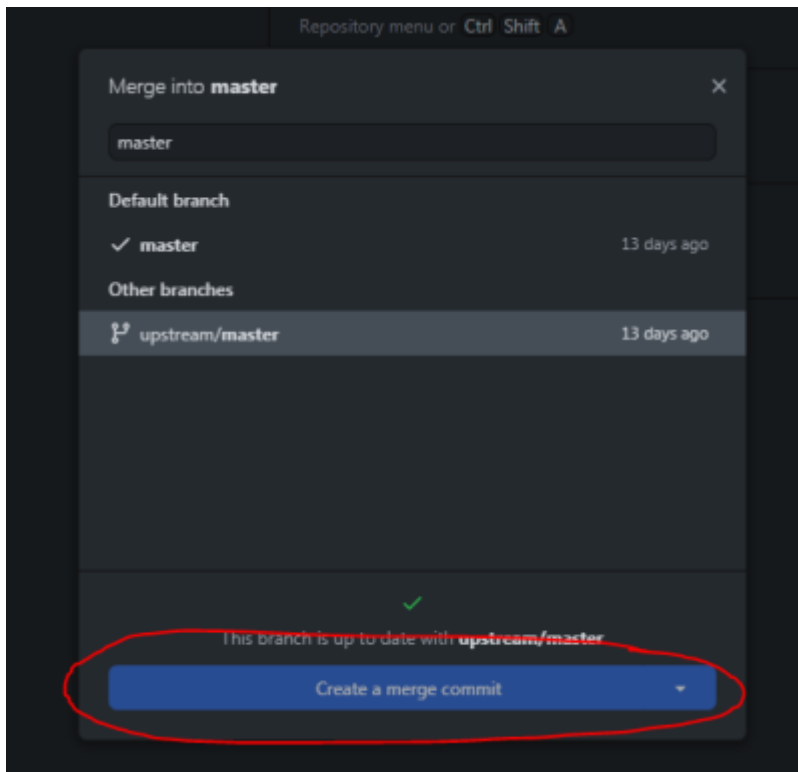 Repository menu or Ctrl Shift A
Merge into master
master
Default branch
master 13 days ago
Other branches
upstream/master 13 days ago
This branch is up to date with upstream/master
Create a merge commit